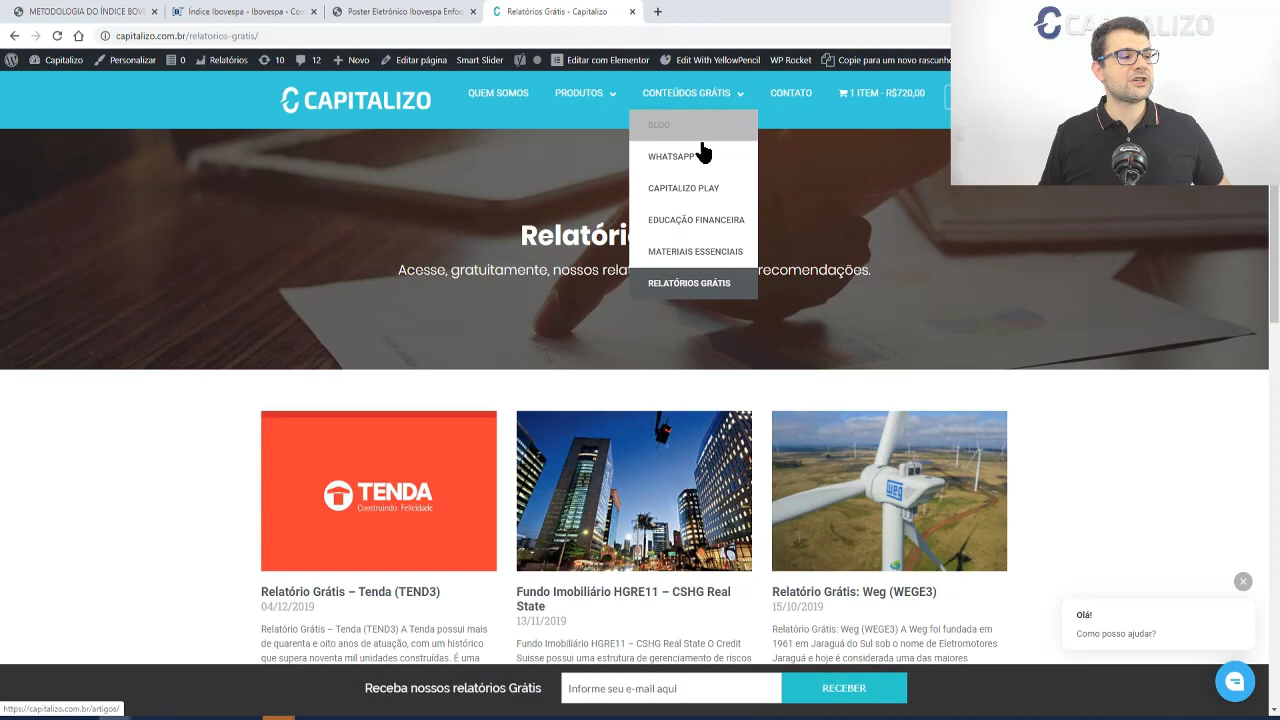 METODOLOGIA DO ÍNDICE BOV
Índice Ibovespa - Ibovespa - Com
Poster Eletrônico Ibovespa Enfoc
Relatórios Grátis - Capitalizo
capitalizo.com.br/relatorios-gratis/
Capitalizo
Personalizar
0
Relatórios
10
12
Novo
Editar página
Smart Slider
Editar com Elementor
Edit With YellowPencil
WP Rocket
Copie para um novo rascunho
CAPITALIZO
CAPITALIZO
QUEM SOMOS
PRODUTOS
CONTEÚDOS GRÁTIS
CONTATO
1 ITEM - R$720,00
BLOG
WHATSAPP
CAPITALIZO PLAY
EDUCAÇÃO FINANCEIRA
MATERIAIS ESSENCIAIS
RELATÓRIOS GRÁTIS
Relatóri
Acesse, gratuitamente, nossos rela recomendações.
TENDA
Construindo Felicidade
weg
Relatório Grátis – Tenda (TEND3)
04/12/2019
Relatório Grátis – Tenda (TEND3) A Tenda possui mais
de quarenta e oito anos de atuação, com um histórico
que supera noventa mil unidades construídas. É uma
Fundo Imobiliário HGRE11 – CSHG Real
State
13/11/2019
Fundo Imobiliário HGRE11 – CSHG Real State O Credit
Suisse possui uma estrutura de gerenciamento de riscos
Relatório Grátis: Weg (WEGE3)
15/10/2019
Relatório Grátis: Weg (WEGE3) A Weg foi fundada em
1961 em Jaraguá do Sul sob o nome de Eletromotores
Jaraguá e hoje é considerada uma das maiores
Olá!
Como posso ajudar?
Receba nossos relatórios Grátis
Informe seu e-mail aqui
RECEBER
https://capitalizo.com.br/artigos/